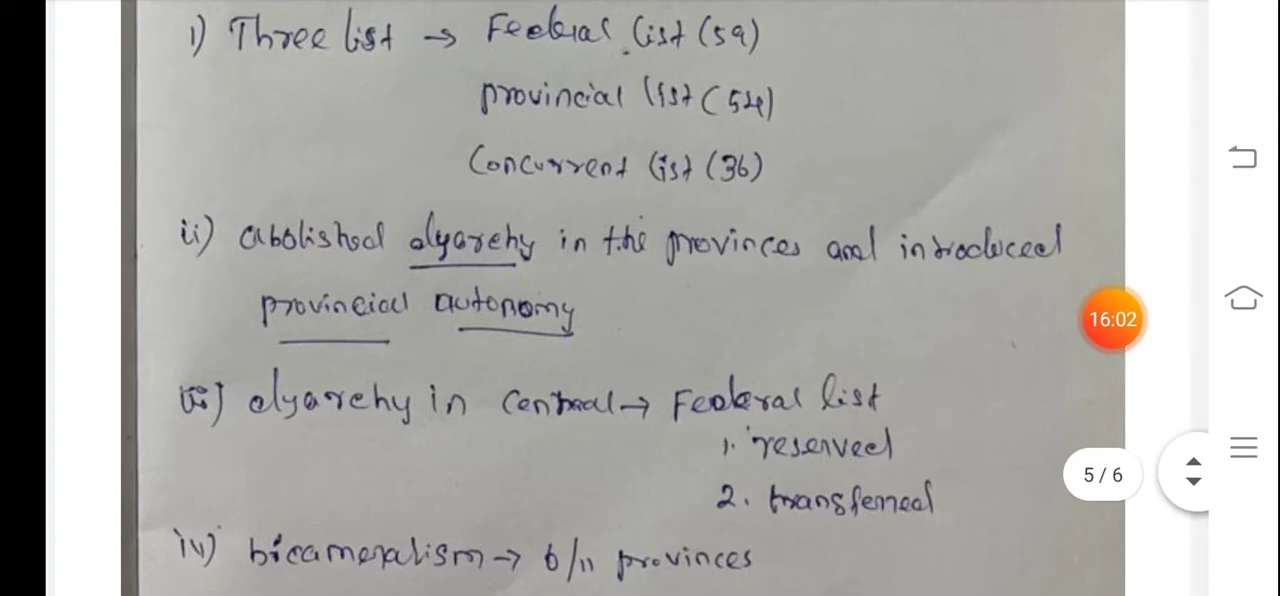 i) Three list → Federal list (59)
provincial list (54)
Concurrent list (36)
ii) abolished dyarchy in the provinces and introduced
provincial autonomy
16:02
iii) dyarchy in central → Federal list
1. reserved
5/6
2. transferred
iv) bicameralism → 6/11 provinces